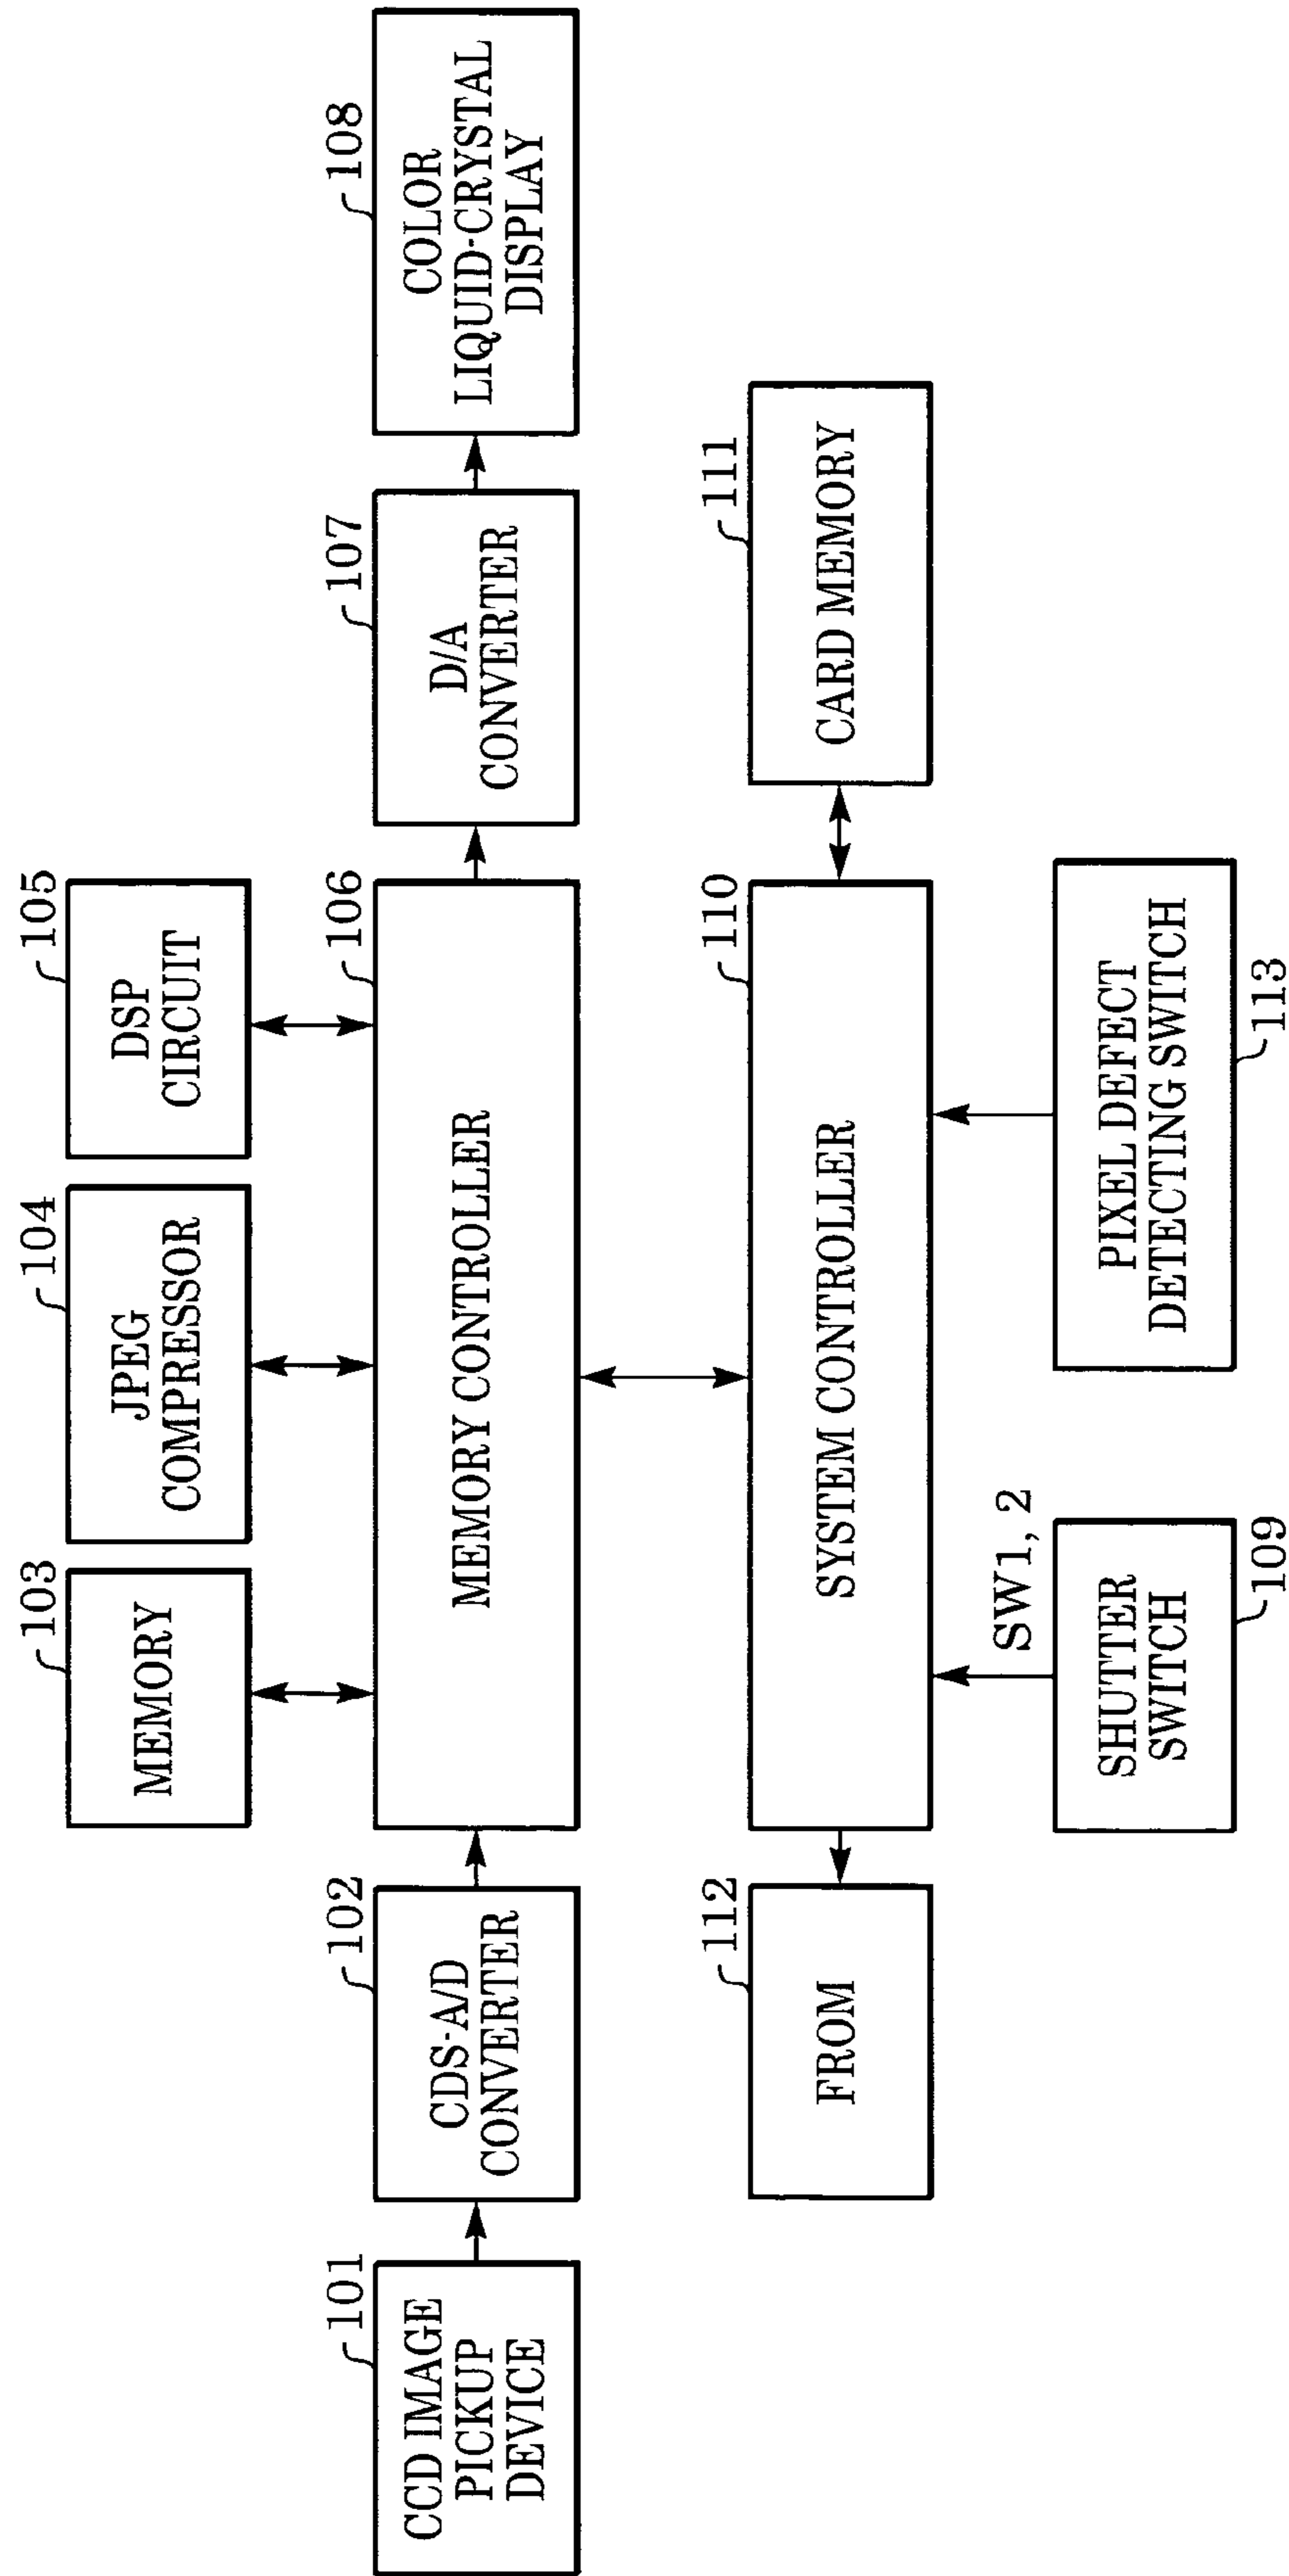 103
MEMORY
104
JPEG
COMPRESSOR
105
DSP
CIRCUIT
101
CCD IMAGE
PICKUP
DEVICE
102
CDS-A/D
CONVERTER
106
MEMORY CONTROLLER
107
D/A
CONVERTER
108
COLOR
LIQUID-CRYSTAL
DISPLAY
112
FROM
110
SYSTEM CONTROLLER
111
CARD MEMORY
SW1, 2
SHUTTER
SWITCH
109
PIXEL DEFECT
DETECTING SWITCH
113